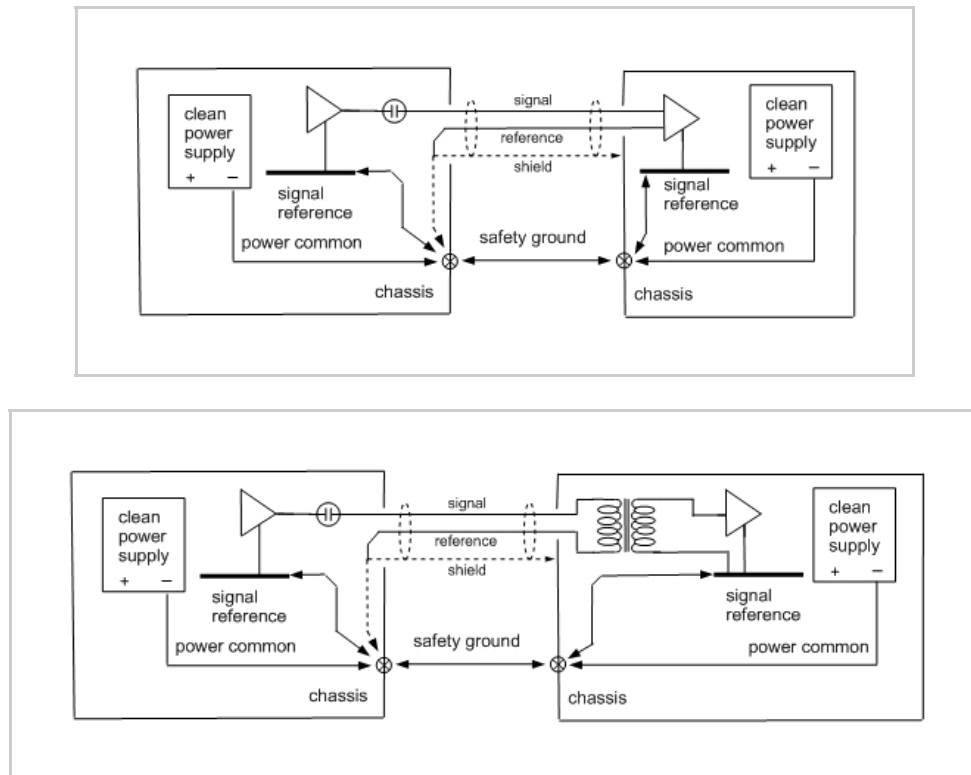 clean
power
supply
+ −
signal
reference
power common
chassis
signal
reference
shield
safety ground
clean
power
supply
+ −
signal
reference
power common
chassis
clean
power
supply
+ −
signal
reference
power common
chassis
signal
reference
shield
safety ground
clean
power
supply
+ −
signal
reference
power common
chassis